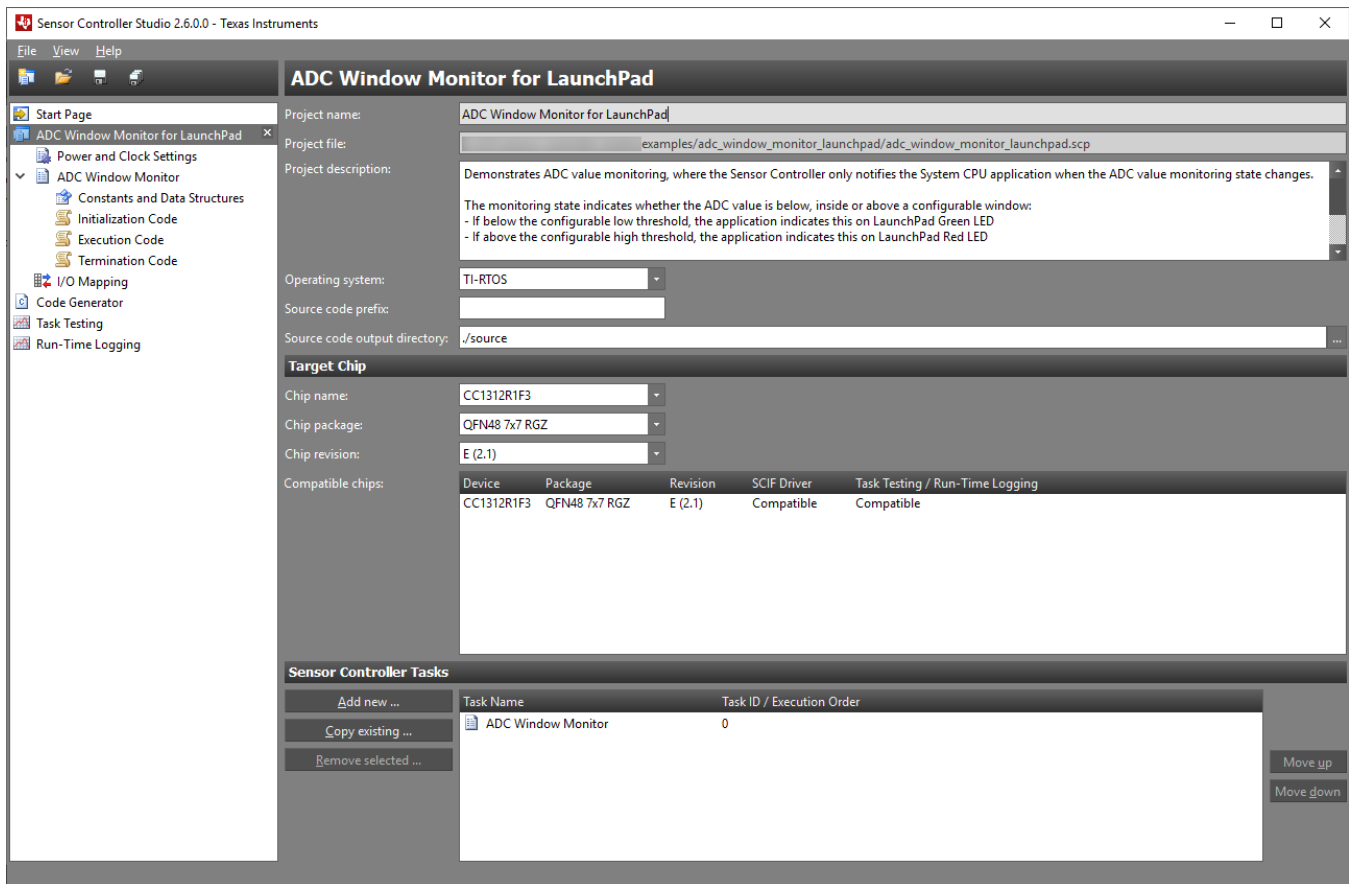 Sensor Controller Studio 2.6.0.0 - Texas Instruments
File View Help
ADC Window Monitor for LaunchPad
Start Page
ADC Window Monitor for LaunchPad
Power and Clock Settings
ADC Window Monitor
Constants and Data Structures
Initialization Code
Execution Code
Termination Code
I/O Mapping
Code Generator
Task Testing
Run-Time Logging
Project name: ADC Window Monitor for LaunchPad
Project file: examples/adc_window_monitor_launchpad/adc_window_monitor_launchpad.scp
Project description: Demonstrates ADC value monitoring, where the Sensor Controller only notifies the System CPU application when the ADC value monitoring state changes.
The monitoring state indicates whether the ADC value is below, inside or above a configurable window:
- If below the configurable low threshold, the application indicates this on LaunchPad Green LED
- If above the configurable high threshold, the application indicates this on LaunchPad Red LED
Operating system: TI-RTOS
Source code prefix:
Source code output directory: ./source ...
Target Chip
Chip name: CC1312R1F3
Chip package: QFN48 7x7 RGZ
Chip revision: E (2.1)
Compatible chips: Device Package Revision SCIF Driver Task Testing / Run-Time Logging
CC1312R1F3 QFN48 7x7 RGZ E (2.1) Compatible Compatible
Sensor Controller Tasks
Add new ... Task Name Task ID / Execution Order
ADC Window Monitor 0
Copy existing ...
Remove selected ...
Move up
Move down